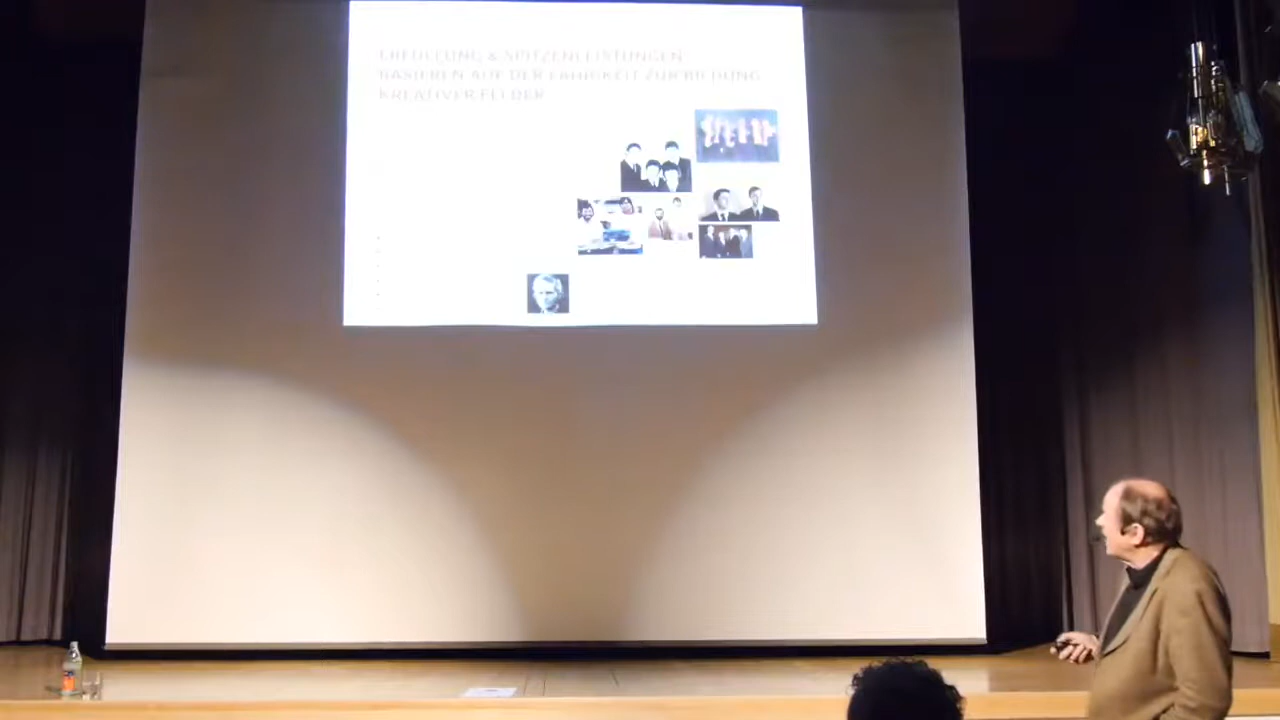 & SPITZENLEISTUNGEN
BASIEREN AUF DER FÄHIGKEIT ZUR BILDUNG
KREATIVER FELDER